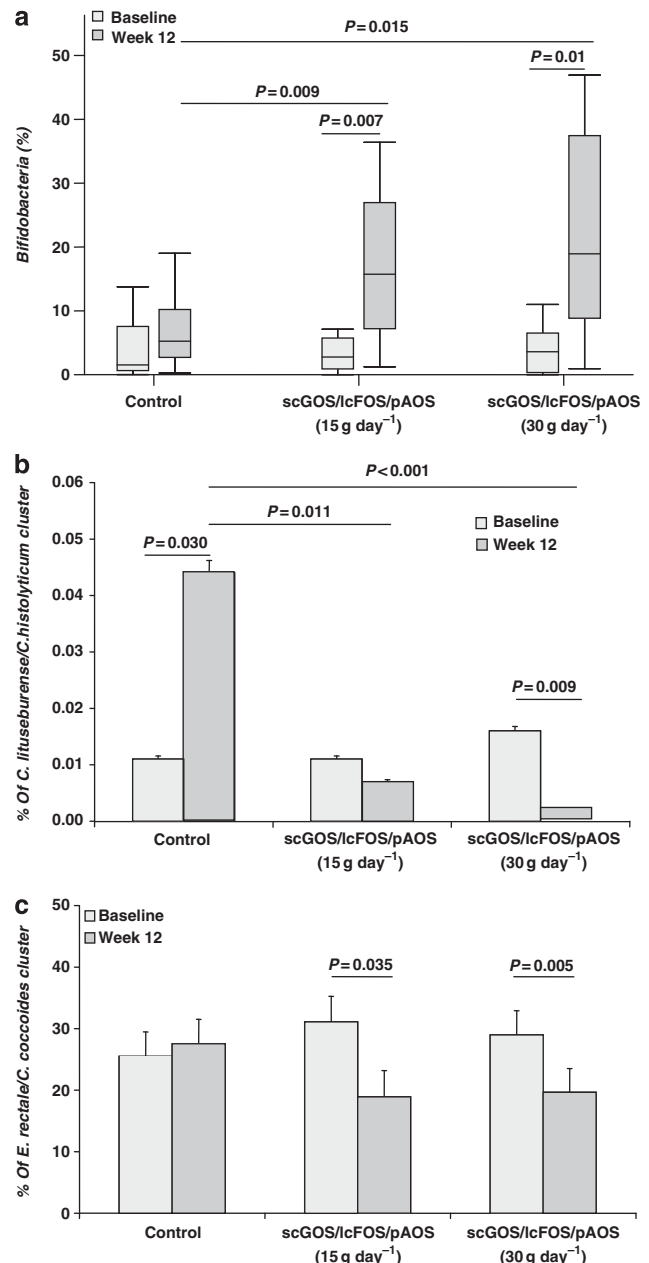 a
Baseline
Week 12
P=0.015
P=0.01
P=0.009
P=0.007
Bifidobacteria (%)
50
40
30
20
10
0
Control
scGOS/lcFOS/pAOS
(15 g day⁻¹)
scGOS/lcFOS/pAOS
(30 g day⁻¹)
b
% Of C. lituseburense/C.histolyticum cluster
0.06
0.05
0.04
0.03
0.02
0.01
0.00
P<0.001
P=0.011
P=0.030
Baseline
Week 12
P=0.009
Control
scGOS/lcFOS/pAOS
(15 g day⁻¹)
scGOS/lcFOS/pAOS
(30 g day⁻¹)
c
% Of E. rectale/C. coccoides cluster
50
40
30
20
10
0
Baseline
Week 12
P=0.035
P=0.005
Control
scGOS/lcFOS/pAOS
(15 g day⁻¹)
scGOS/lcFOS/pAOS
(30 g day⁻¹)